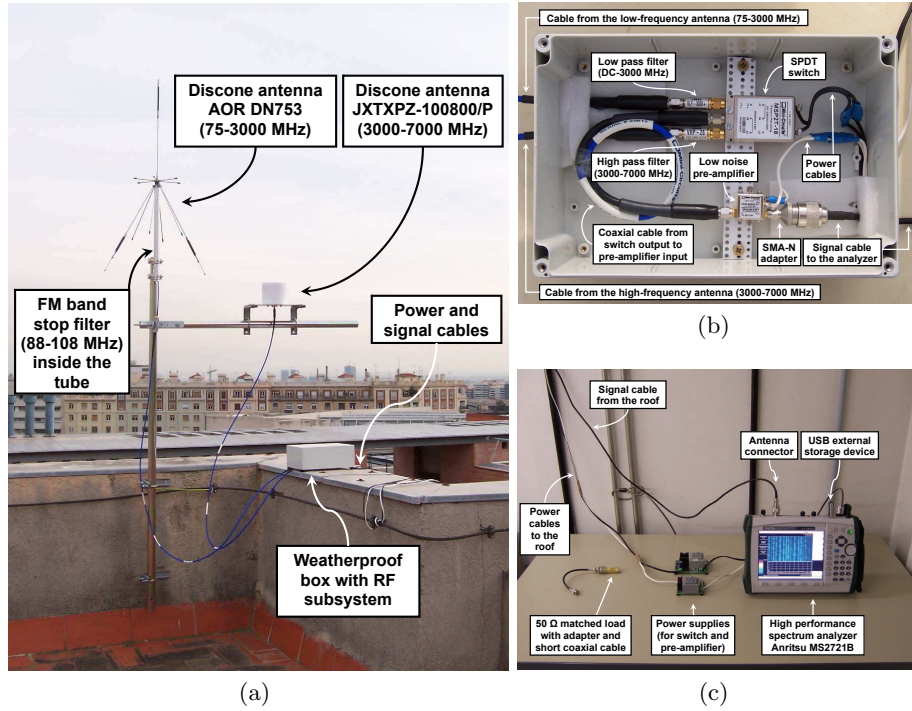 Discone antenna
AOR DN753
(75-3000 MHz)
Discone antenna
JXTXPZ-100800/P
(3000-7000 MHz)
FM band
stop filter
(88-108 MHz)
inside the
tube
Power and
signal cables
Weatherproof
box with RF
subsystem
(a)
Cable from the low-frequency antenna (75-3000 MHz)
Low pass filter
(DC-3000 MHz)
SPDT
switch
High pass filter
(3000-7000 MHz)
Low noise
pre-amplifier
Power
cables
Coaxial cable from
switch output to
pre-amplifier input
SMA-N
adapter
Signal cable
to the analyzer
Cable from the high-frequency antenna (3000-7000 MHz)
(b)
Signal cable
from the roof
Antenna
connector
USB external
storage device
Power
cables
to the
roof
50 Ω matched load
with adapter and
short coaxial cable
Power supplies
(for switch and
pre-amplifier)
High performance
spectrum analyzer
Anritsu MS2721B
(c)